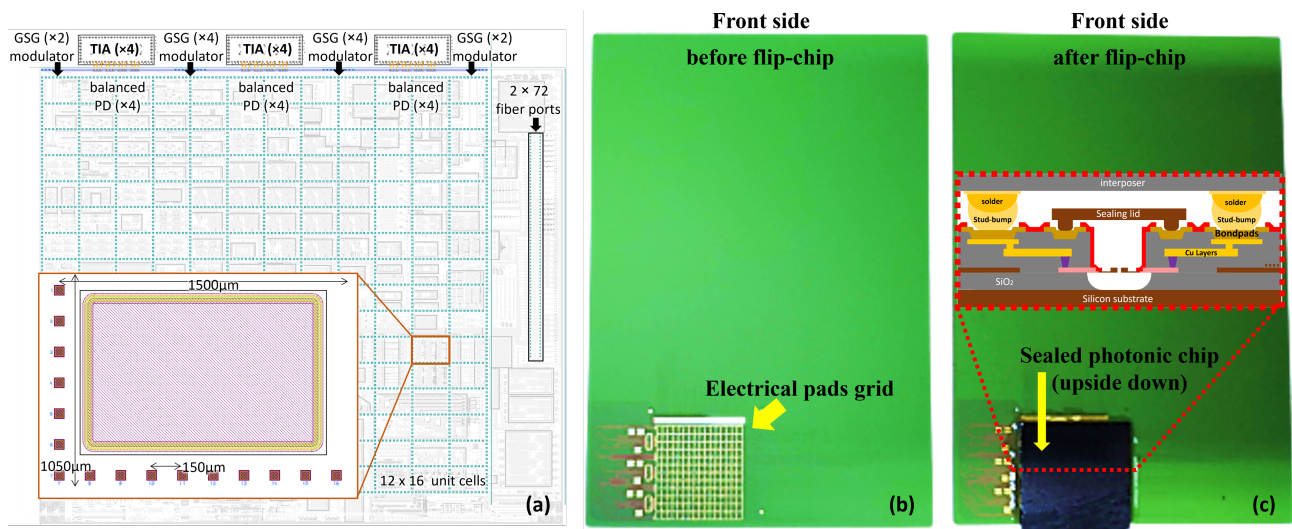 GSG (×2)
modulator
TIA (×4)
GSG (×4)
modulator
TIA (×4)
GSG (×4)
modulator
TIA (×4)
GSG (×2)
modulator
balanced
PD (×4)
balanced
PD (×4)
balanced
PD (×4)
2 × 72
fiber ports
1500µm
1050µm
150µm
12 x 16 unit cells
(a)
Front side
before flip-chip
Electrical pads grid
(b)
Front side
after flip-chip
interposer
solder
Stud-bump
Sealing lid
solder
Stud-bump
Bondpads
Cu Layers
SiO₂
Silicon substrate
Sealed photonic chip
(upside down)
(c)